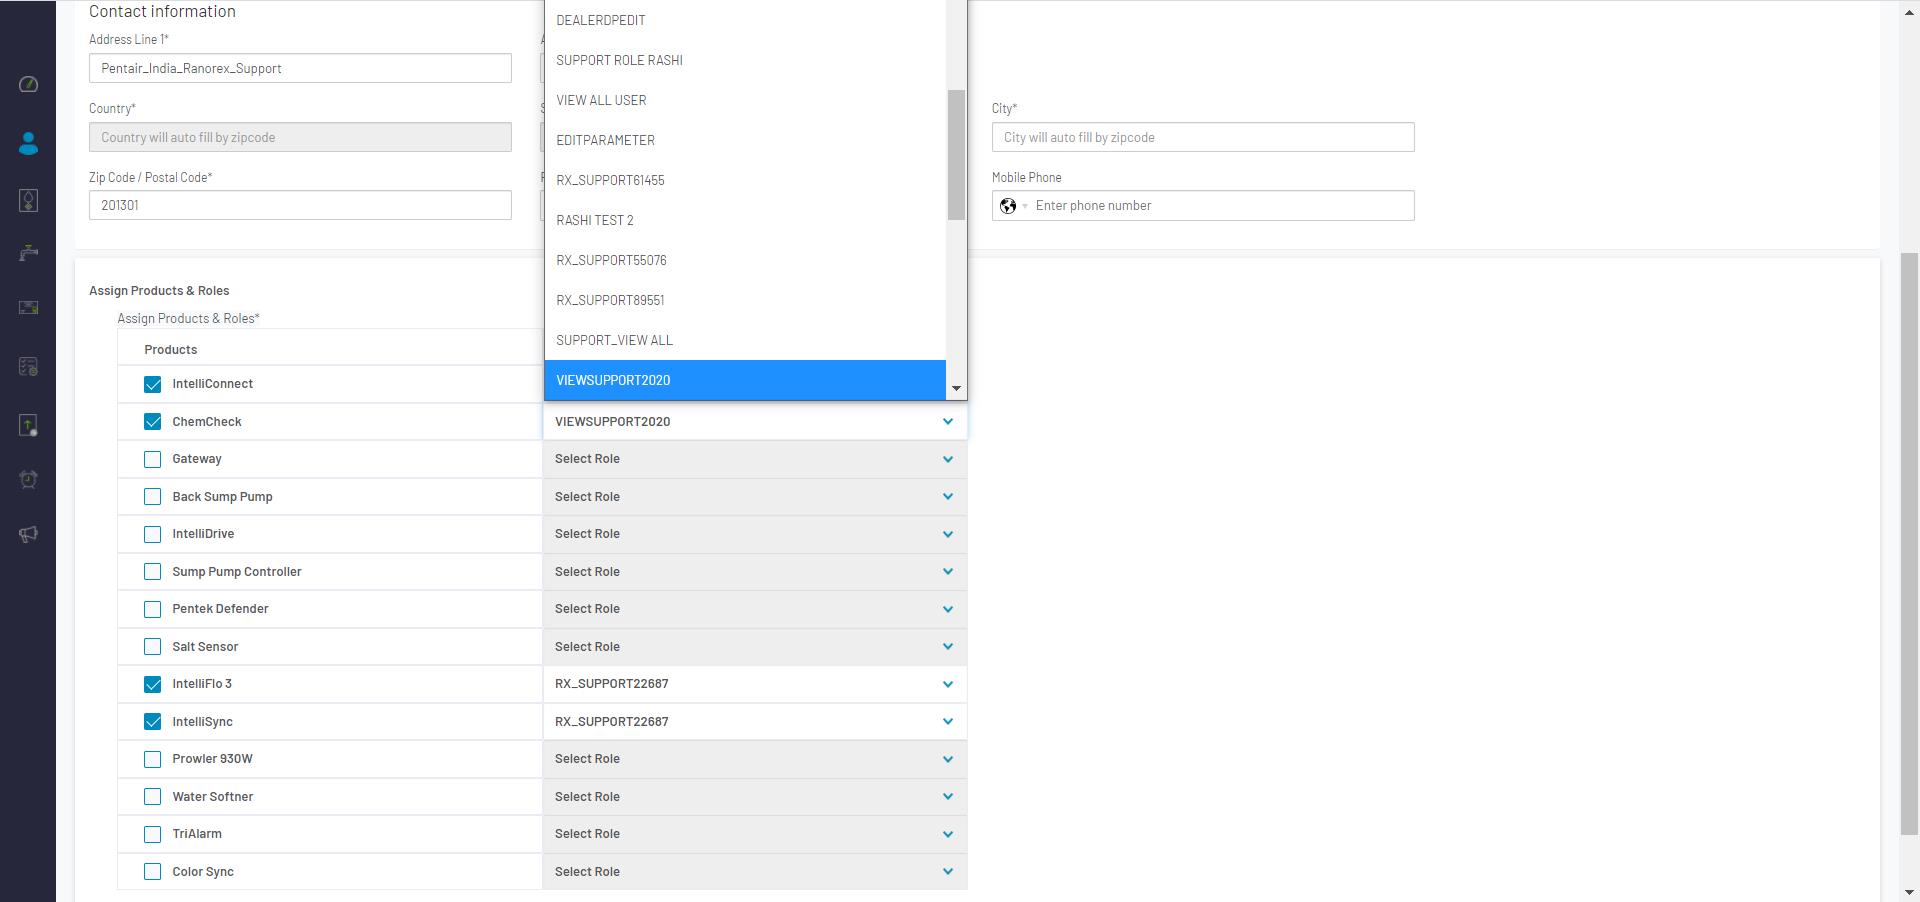 Contact information
Address Line 1*
Pentair_India_Ranorex_Support
Country*
Country will auto fill by zipcode
City*
City will auto fill by zipcode
Zip Code / Postal Code*
201301
Mobile Phone
Enter phone number
DEALERDPEDIT
SUPPORT ROLE RASHI
VIEW ALL USER
EDITPARAMETER
RX_SUPPORT61455
RASHI TEST 2
RX_SUPPORT55076
RX_SUPPORT89551
SUPPORT_VIEW ALL
VIEWSUPPORT2020
Assign Products & Roles
Assign Products & Roles*
Products
IntelliConnect
ChemCheck VIEWSUPPORT2020
Gateway Select Role
Back Sump Pump Select Role
IntelliDrive Select Role
Sump Pump Controller Select Role
Pentek Defender Select Role
Salt Sensor Select Role
IntelliFlo 3 RX_SUPPORT22687
IntelliSync RX_SUPPORT22687
Prowler 930W Select Role
Water Softner Select Role
TriAlarm Select Role
Color Sync Select Role